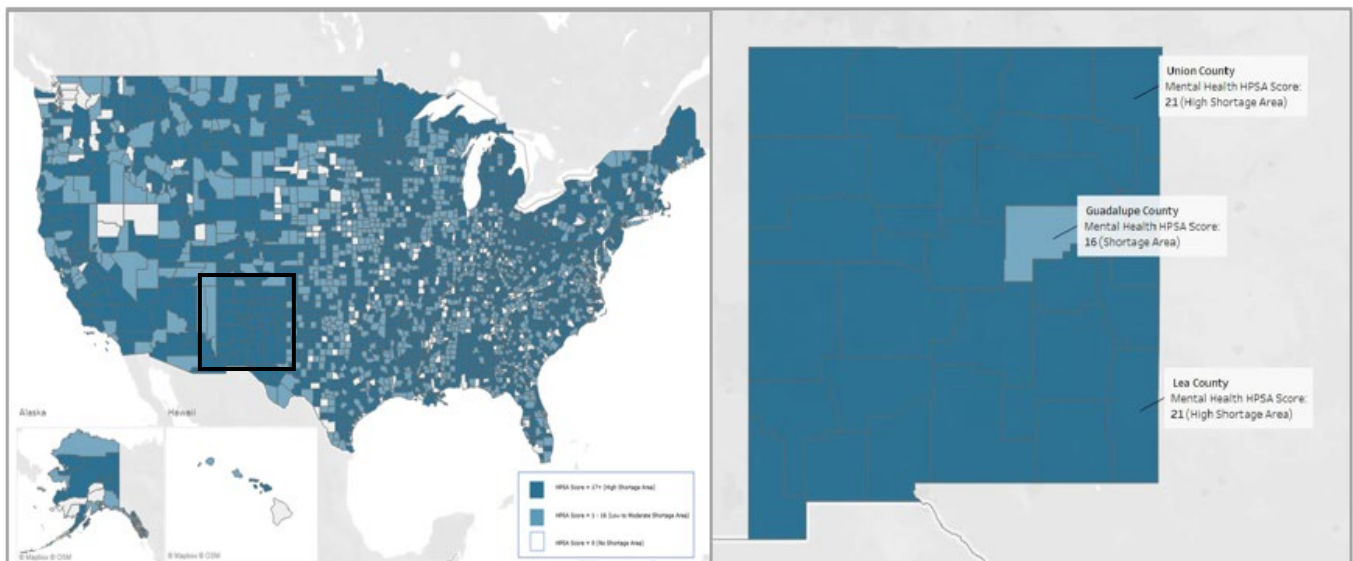 Alaska
Hawaii
© Mapbox © OSM
© Mapbox © OSM
HPSA Score = 17+ (High Shortage Area)
HPSA Score = 1 - 16 (Low to Moderate Shortage Area)
HPSA Score = 0 (No Shortage Area)
Union County
Mental Health HPSA Score:
21 (High Shortage Area)
Guadalupe County
Mental Health HPSA Score:
16 (Shortage Area)
Lea County
Mental Health HPSA Score:
21 (High Shortage Area)